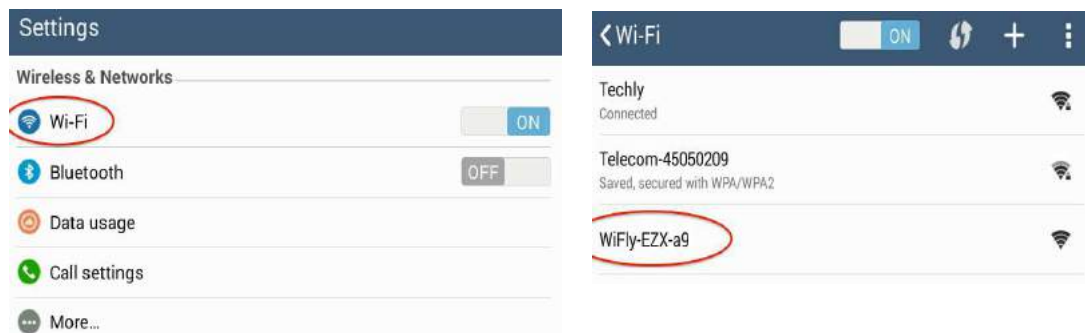 Settings
Wireless & Networks
Wi-Fi
ON
Bluetooth
OFF
Data usage
Call settings
More...
Wi-Fi
ON
Techly
Connected
Telecom-45050209
Saved, secured with WPA/WPA2
WiFly-EZX-a9